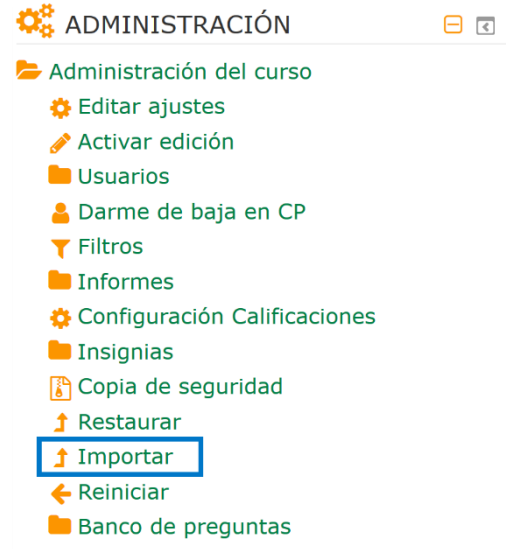 ADMINISTRACIÓN
Administración del curso
Editar ajustes
Activar edición
Usuarios
Darme de baja en CP
Filtros
Informes
Configuración Calificaciones
Insignias
Copia de seguridad
Restaurar
Importar
Reiniciar
Banco de preguntas